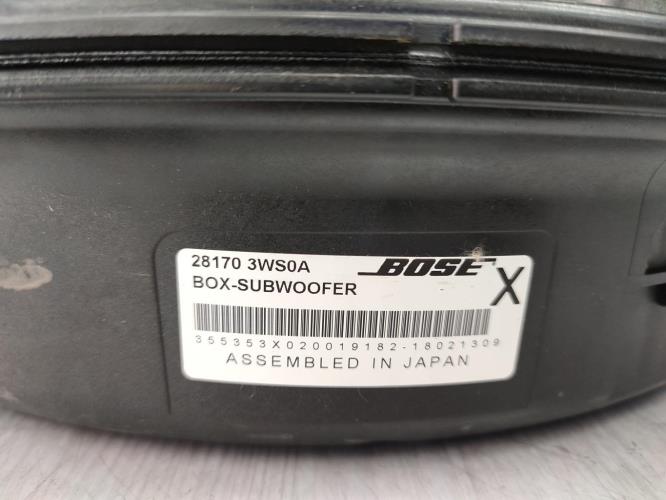 28170 3WS0A BOSE
BOX-SUBWOOFER X
355353X020019182-18021309
ASSEMBLED IN JAPAN